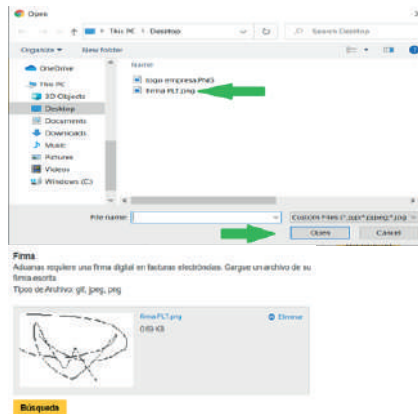 Open
This PC > Desktop
Search Desktop
Organize
New folder
OneDrive
This PC
3D Objects
Desktop
Documents
Downloads
Music
Pictures
Videos
Windows (C:)
Name
logo empresa.PNG
firma FLT.png
File name:
Open
Cancel
Firma
Aduanas requiere una firma digital en facturas electrónicas. Cargue un archivo de su
firma escrita
Tipos de Archivo: gif, jpeg, png
firma FLT.png
Eliminar
Búsqueda